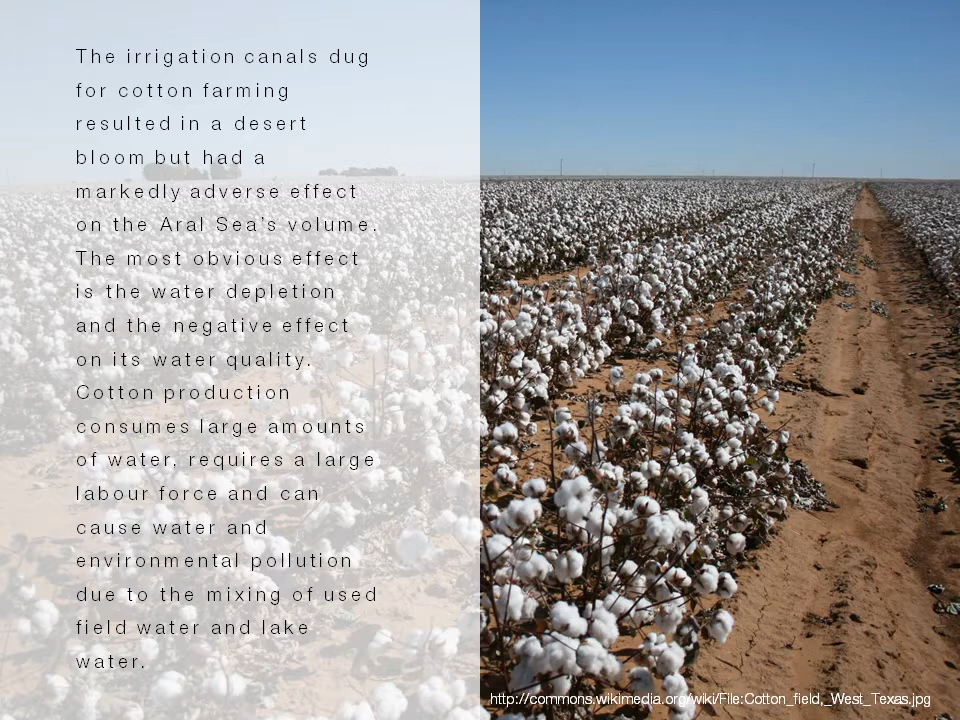 The irrigation canals dug
for cotton farming
resulted in a desert
bloom but had a
markedly adverse effect
on the Aral Sea's volume.
The most obvious effect
is the water depletion
and the negative effect
on its water quality.
Cotton production
consumes large amounts
of water, requires a large
labour force and can
cause water and
environmental pollution
due to the mixing of used
field water and lake
water.
http://commons.wikimedia.org/wiki/File:Cotton_field,_West_Texas.jpg